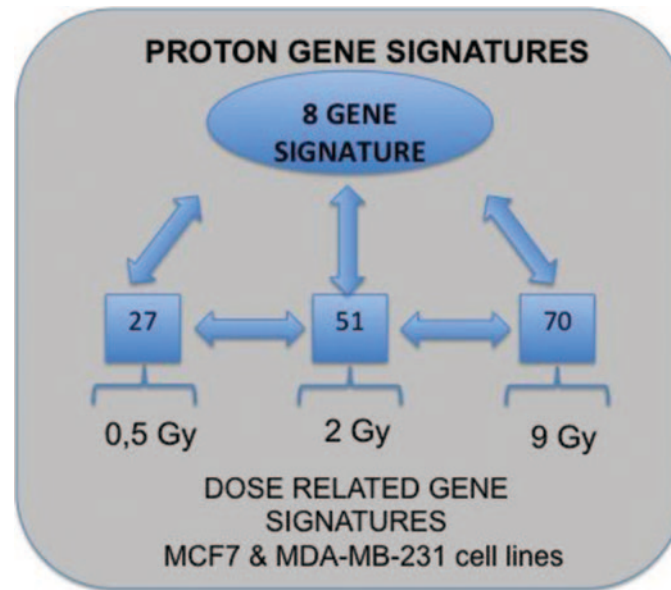 PROTON GENE SIGNATURES
8 GENE
SIGNATURE
27
51
70
0,5 Gy
2 Gy
9 Gy
DOSE RELATED GENE
SIGNATURES
MCF7 & MDA-MB-231 cell lines